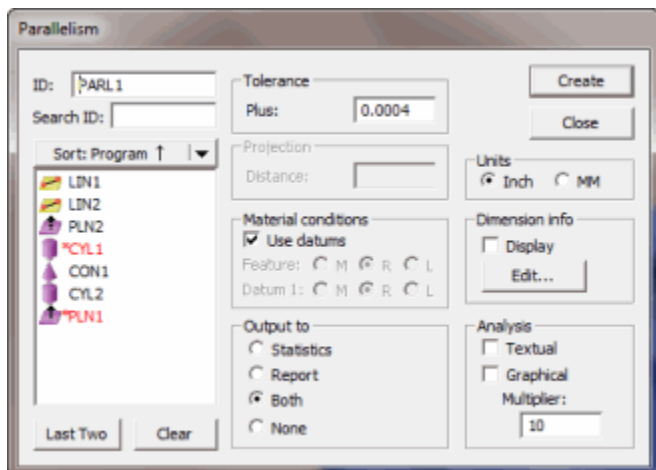 Parallelism
ID: PARL1
Search ID:
Sort: Program ↑
LIN1
LIN2
PLN2
*CYL1
CON1
CYL2
*PLN1
Last Two
Clear
Tolerance
Plus: 0.0004
Projection
Distance:
Material conditions
Use datums
Feature: M R L
Datum 1: M R L
Output to
Statistics
Report
Both
None
Create
Close
Units
Inch MM
Dimension info
Display
Edit...
Analysis
Textual
Graphical
Multiplier:
10